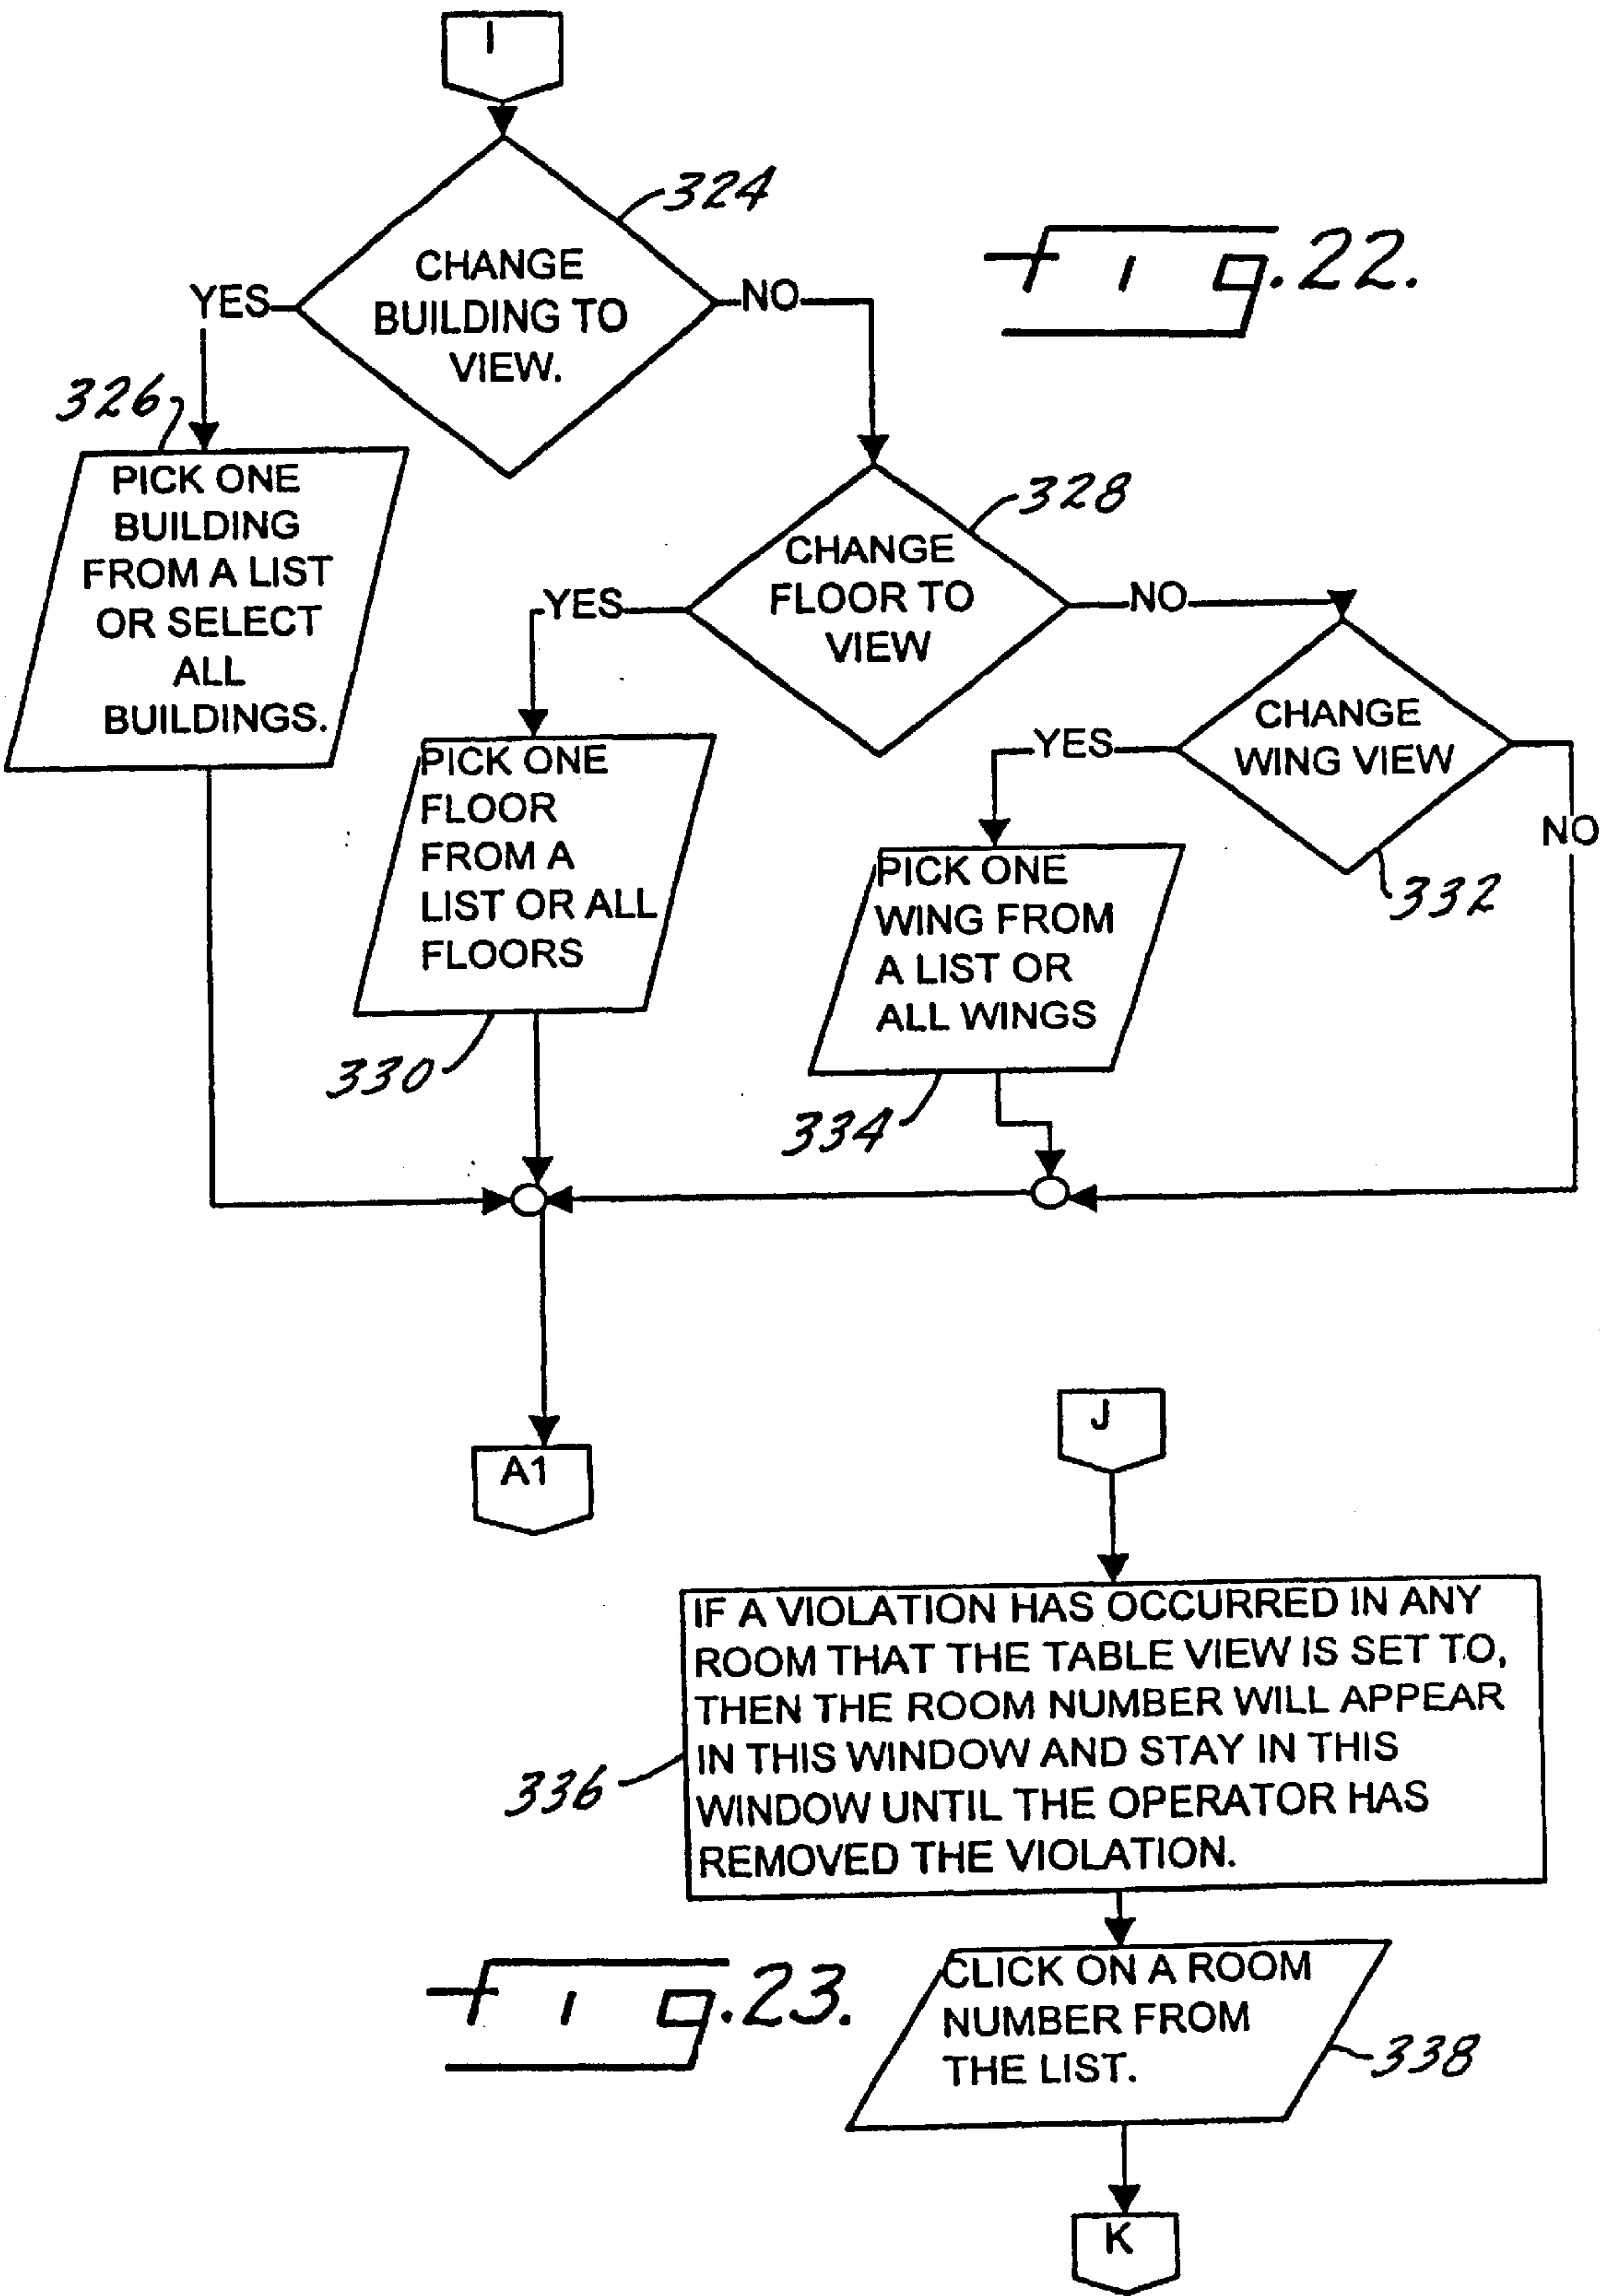 I
324
CHANGE
BUILDING TO
VIEW.
YES
NO
Fig.22.
326
PICK ONE
BUILDING
FROM A LIST
OR SELECT
ALL
BUILDINGS.
328
CHANGE
FLOOR TO
VIEW
YES
NO
PICK ONE
FLOOR
FROM A
LIST OR ALL
FLOORS
330
CHANGE
WING VIEW
YES
NO
332
PICK ONE
WING FROM
A LIST OR
ALL WINGS
334
A1
J
IF A VIOLATION HAS OCCURRED IN ANY
ROOM THAT THE TABLE VIEW IS SET TO,
THEN THE ROOM NUMBER WILL APPEAR
IN THIS WINDOW AND STAY IN THIS
WINDOW UNTIL THE OPERATOR HAS
REMOVED THE VIOLATION.
336
Fig.23.
CLICK ON A ROOM
NUMBER FROM
THE LIST.
338
K